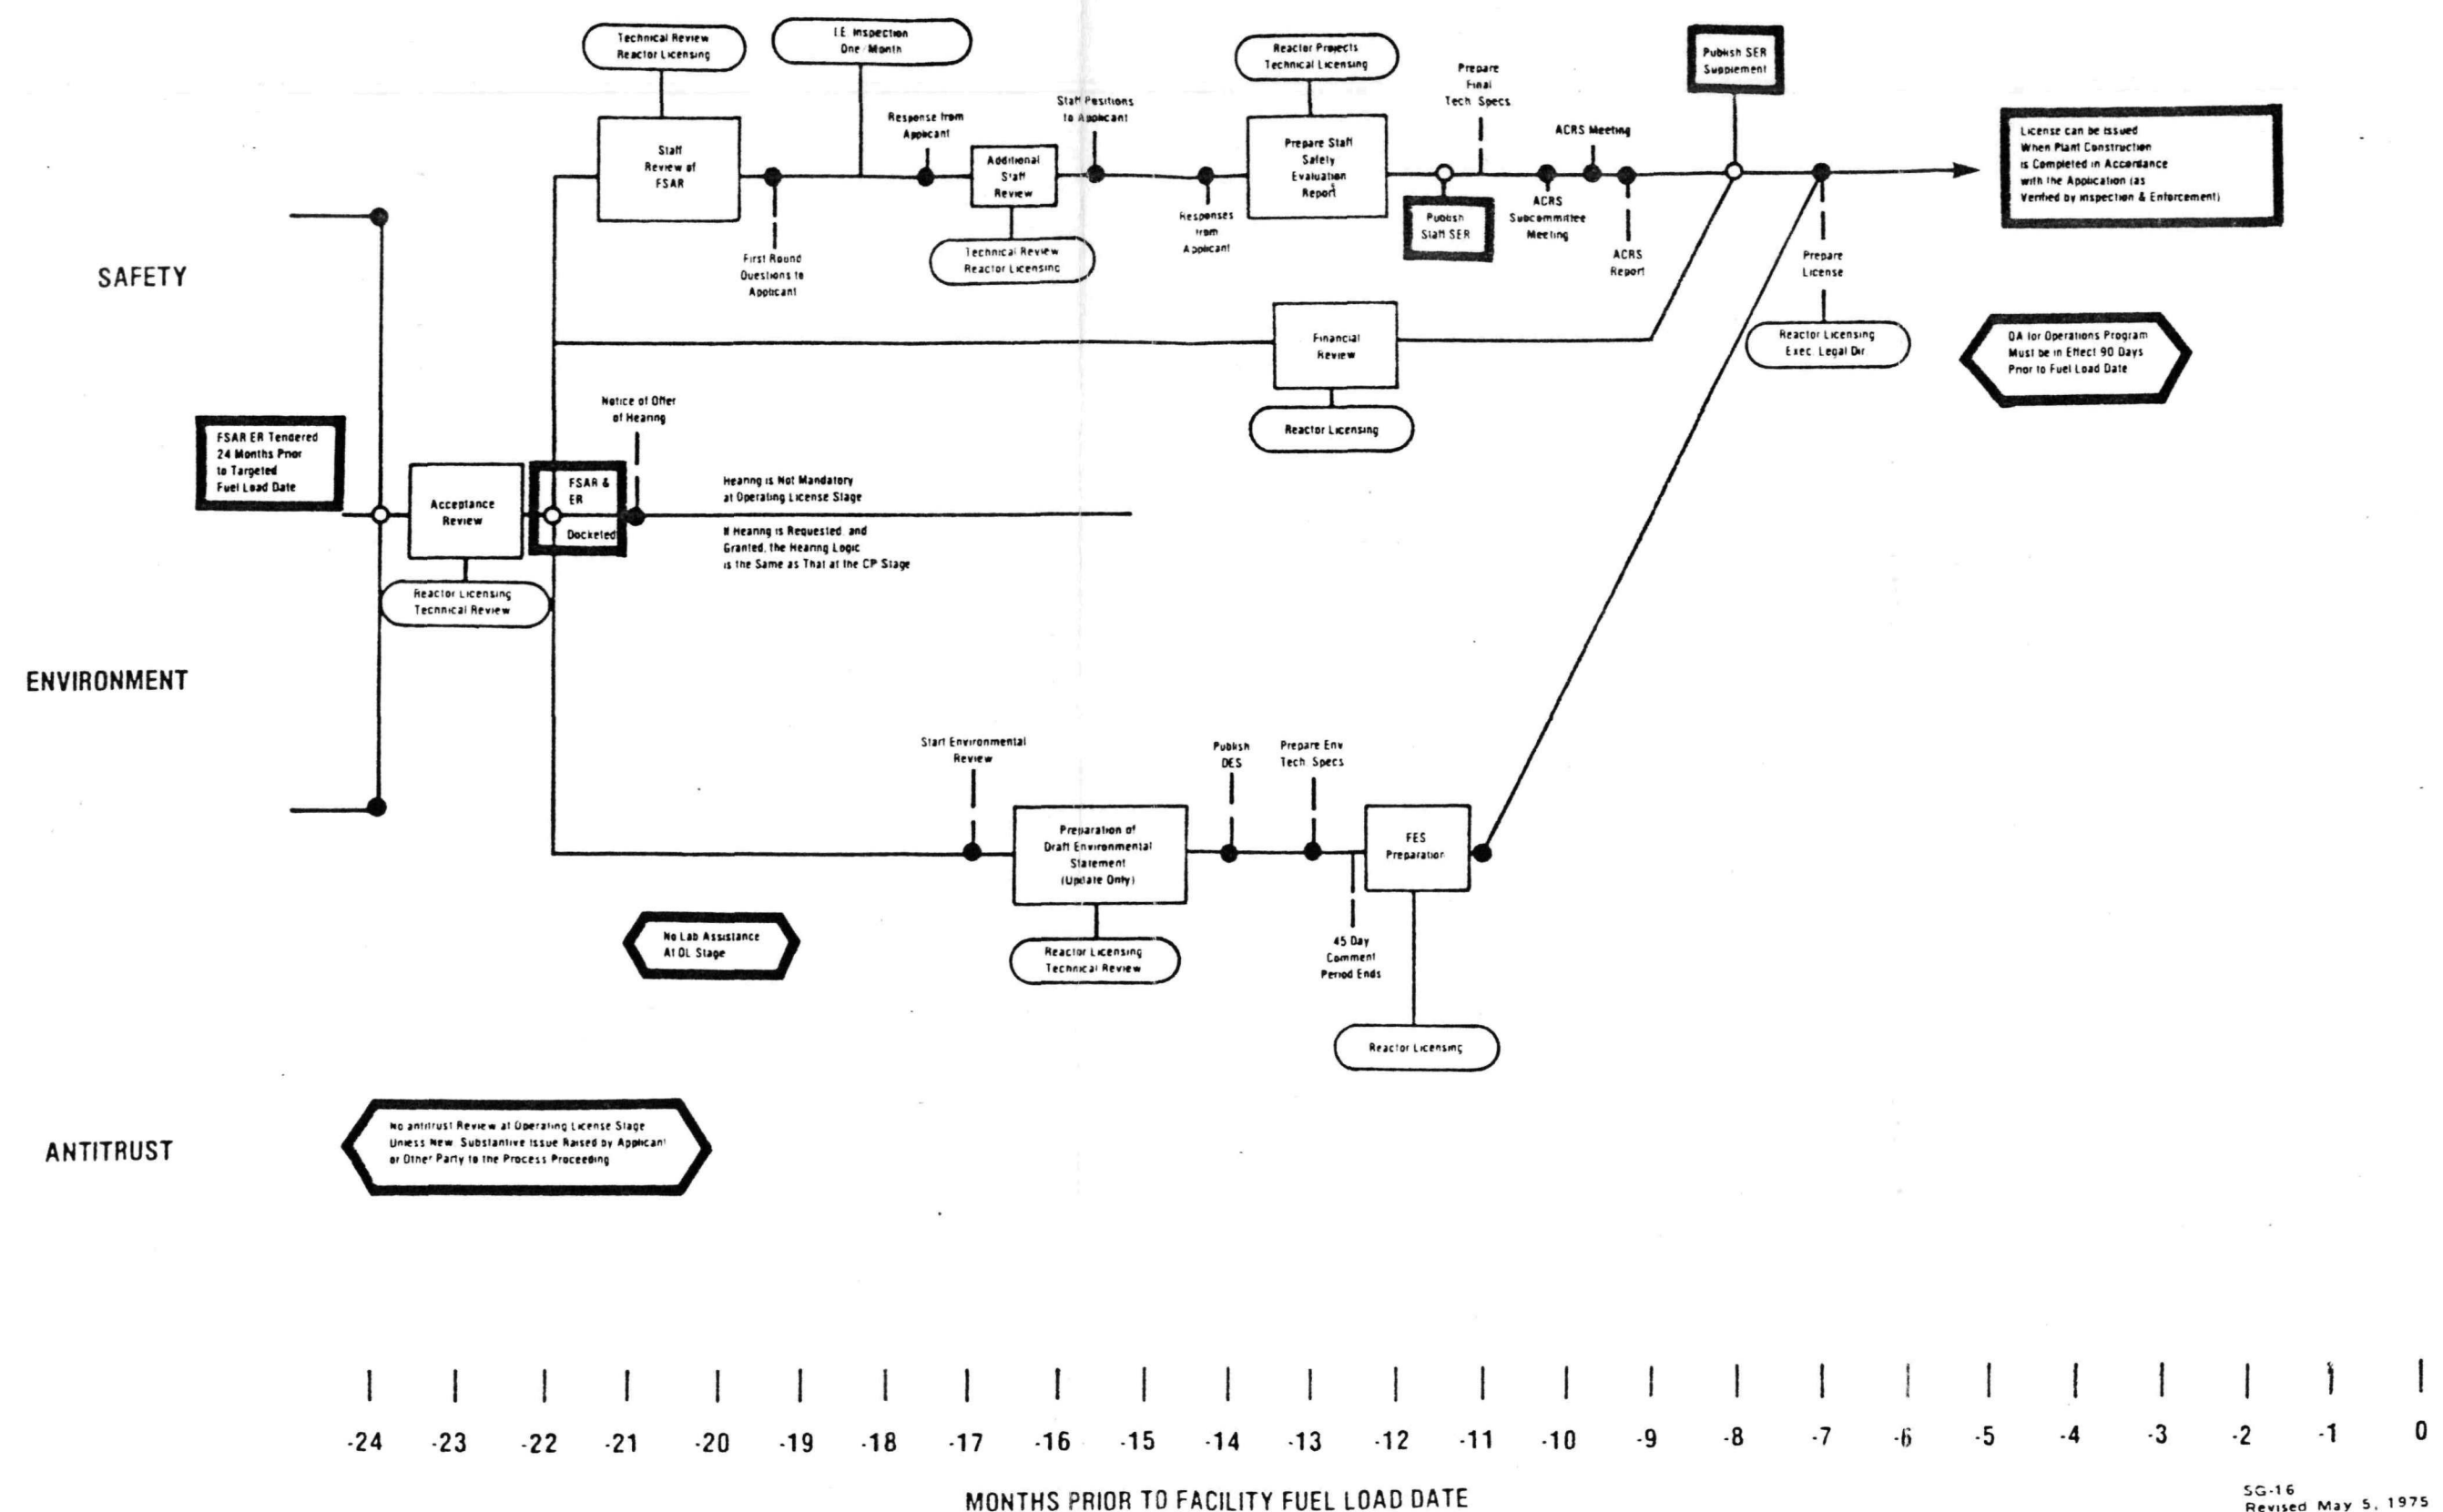 Technical Review
Reactor Licensing
I.E. Inspection
One/Month
Staff
Review of
FSAR
First Round
Questions to
Applicant
Response from
Applicant
Additional
Staff
Review
Technical Review
Reactor Licensing
Staff Positions
to Applicant
Responses
from
Applicant
Reactor Projects
Technical Licensing
Prepare Staff
Safety
Evaluation
Report
Publish
Staff SER
Prepare
Final
Tech Specs
ACRS
Subcommittee
Meeting
ACRS Meeting
ACRS
Report
Publish SER
Supplement
Prepare
License
Reactor Licensing
Exec. Legal Dir.
License can be issued
When Plant Construction
is Completed in Accordance
with the Application (as
Verified by inspection & Enforcement)
QA for Operations Program
Must be in Effect 90 Days
Prior to Fuel Load Date
SAFETY
Financial
Review
Reactor Licensing
FSAR ER Tendered
24 Months Prior
to Targeted
Fuel Load Date
Acceptance
Review
Reactor Licensing
Technical Review
FSAR &
ER
Docketed
Notice of Offer
of Hearing
Hearing is Not Mandatory
at Operating License Stage
If Hearing is Requested and
Granted, the Hearing Logic
is the Same as That at the CP Stage
ENVIRONMENT
Start Environmental
Review
Preparation of
Draft Environmental
Statement
(Update Only)
Reactor Licensing
Technical Review
Publish
DES
Prepare Env
Tech Specs
45 Day
Comment
Period Ends
FES
Preparation
Reactor Licensing
No Lab Assistance
At OL Stage
ANTITRUST
No antitrust Review at Operating License Stage
Unless New, Substantive Issue Raised by Applicant
or Other Party to the Process Proceeding
-24 -23 -22 -21 -20 -19 -18 -17 -16 -15 -14 -13 -12 -11 -10 -9 -8 -7 -6 -5 -4 -3 -2 -1 0
MONTHS PRIOR TO FACILITY FUEL LOAD DATE
SG-16
Revised May 5, 1975